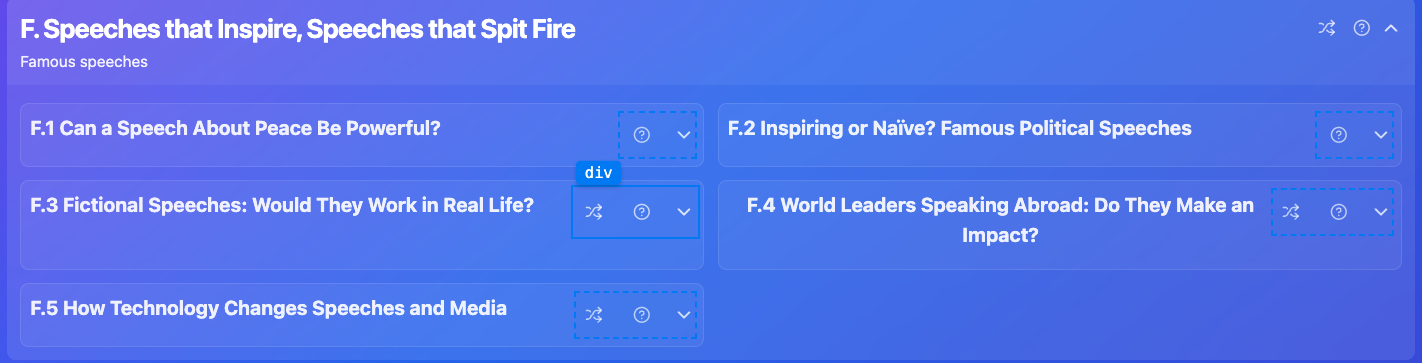 F. Speeches that Inspire, Speeches that Spit Fire
Famous speeches
F.1 Can a Speech About Peace Be Powerful?
F.2 Inspiring or Naïve? Famous Political Speeches
div
F.3 Fictional Speeches: Would They Work in Real Life?
F.4 World Leaders Speaking Abroad: Do They Make an
Impact?
F.5 How Technology Changes Speeches and Media